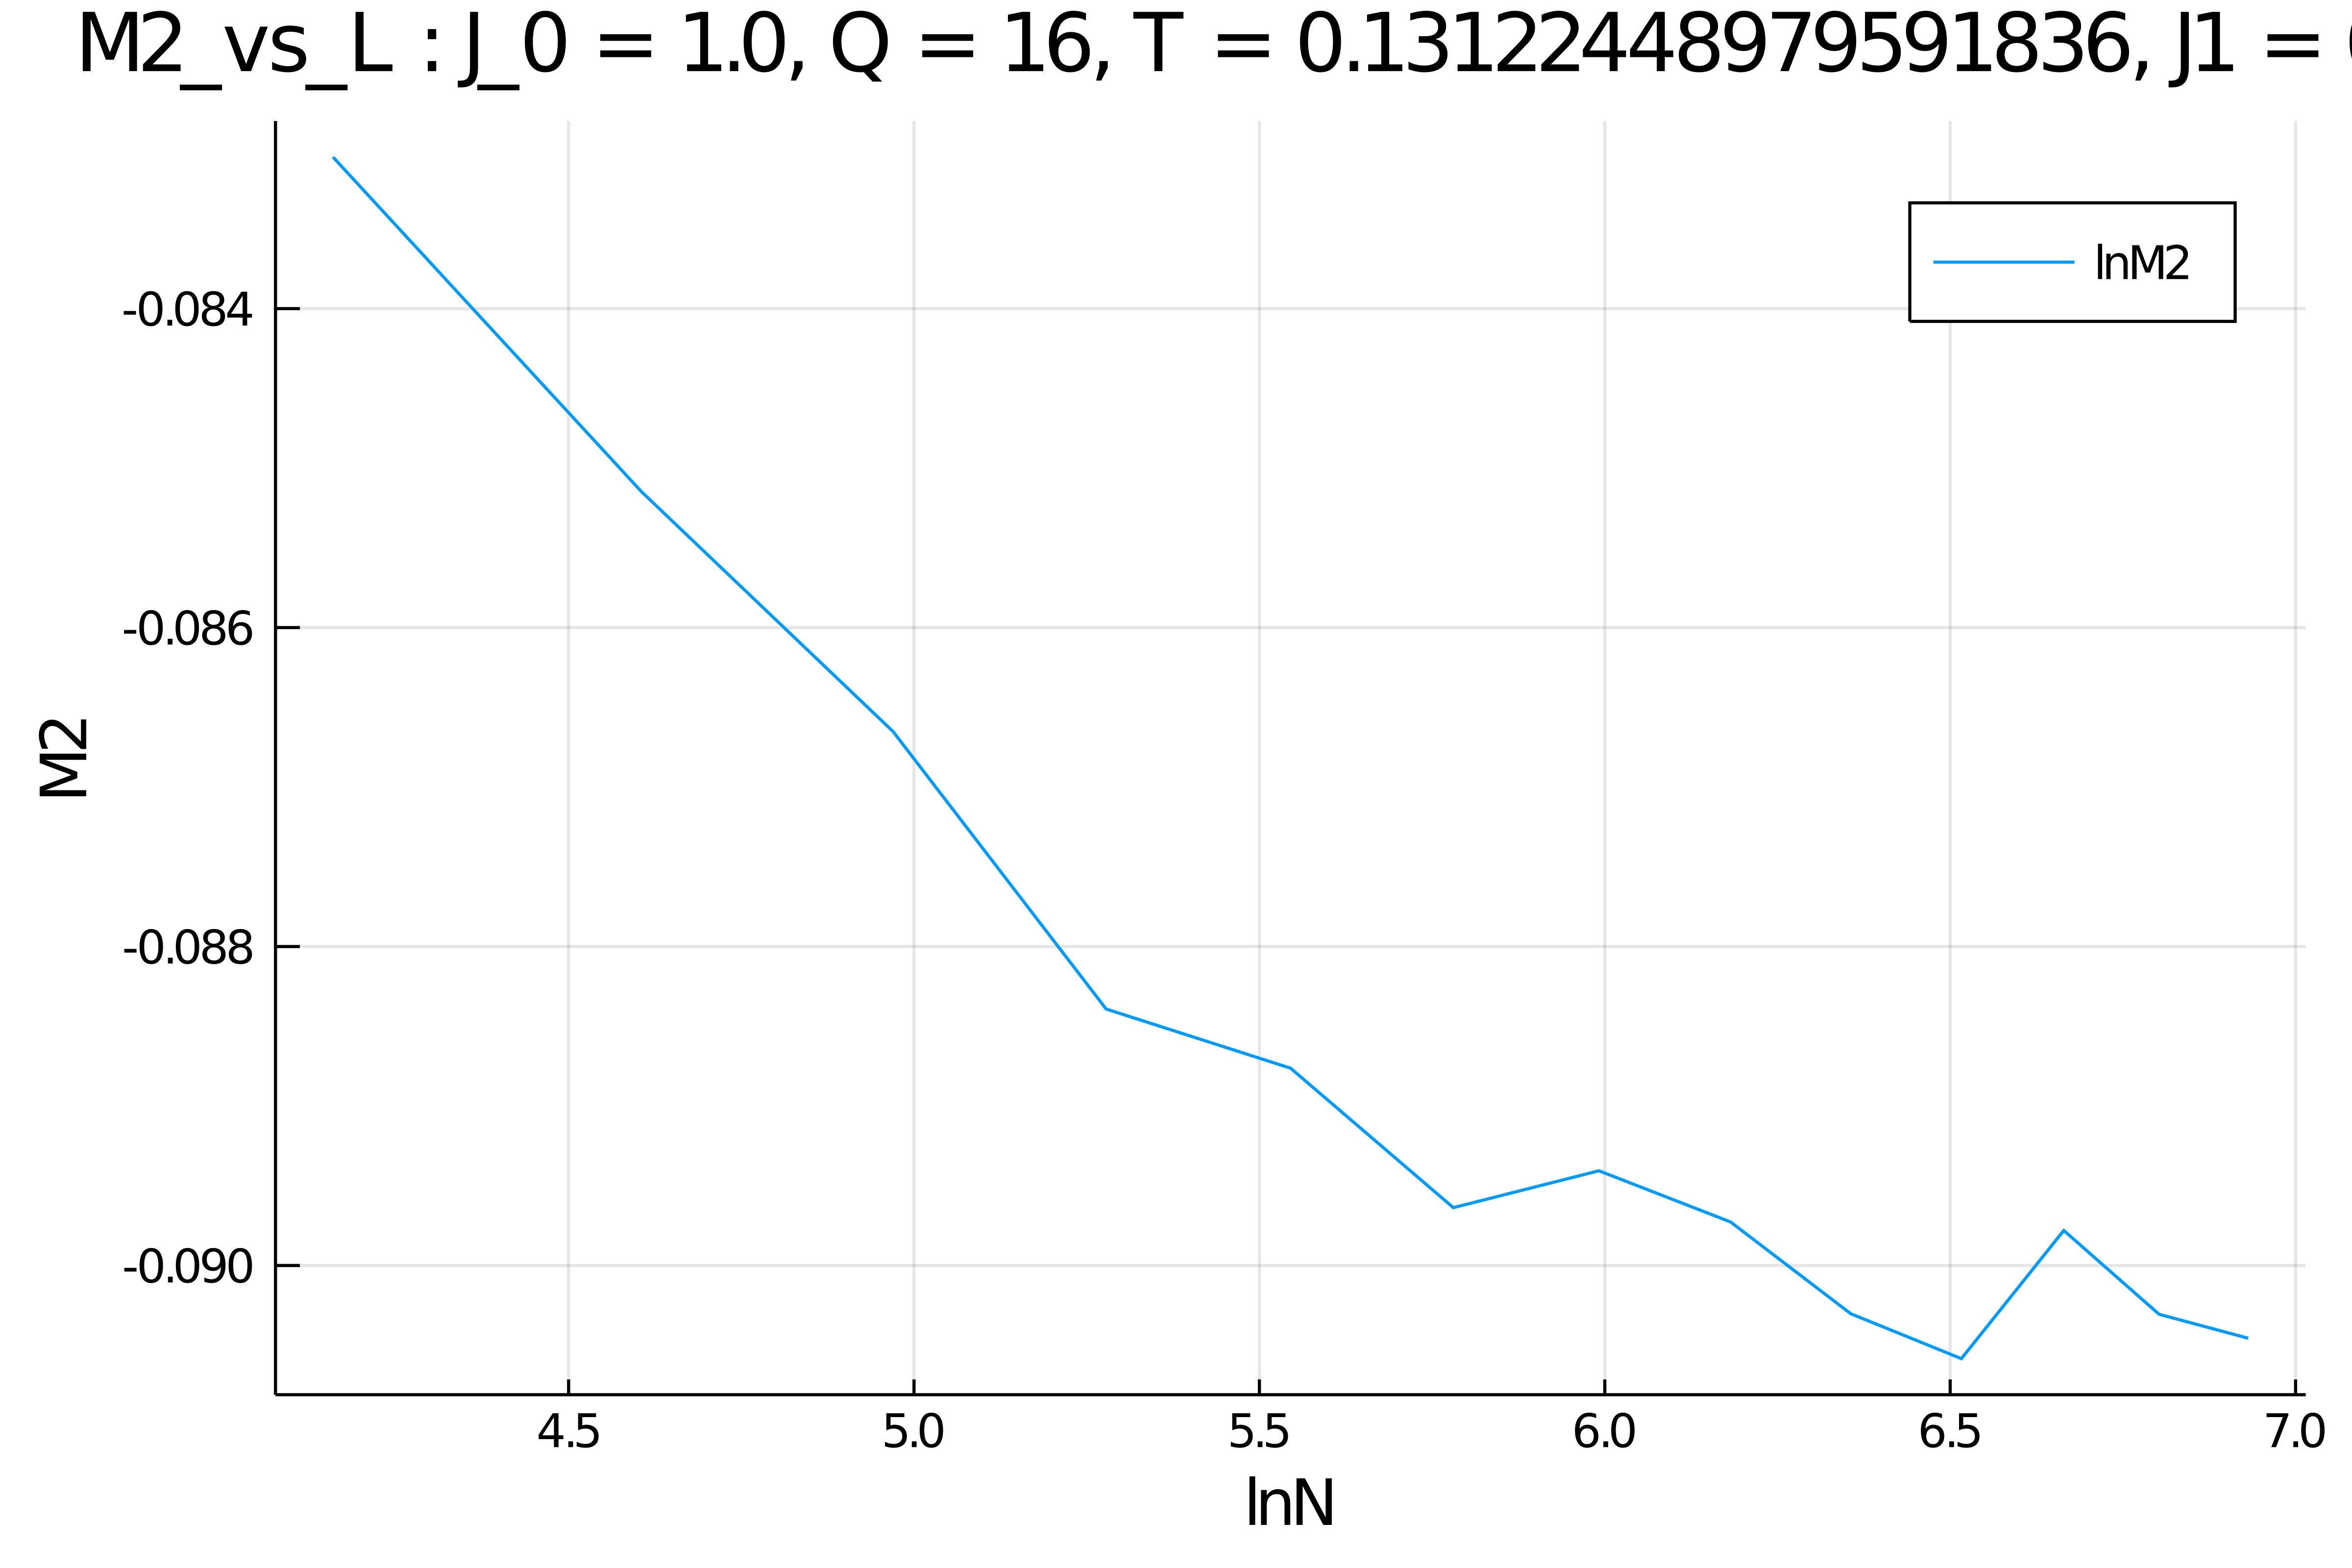 M2_vs_L : J_0 = 1.0, Q = 16, T = 0.13122448979591836, J1 =
lnM2
-0.084
-0.086
-0.088
-0.090
M2
4.5 5.0 5.5 6.0 6.5 7.0
lnN